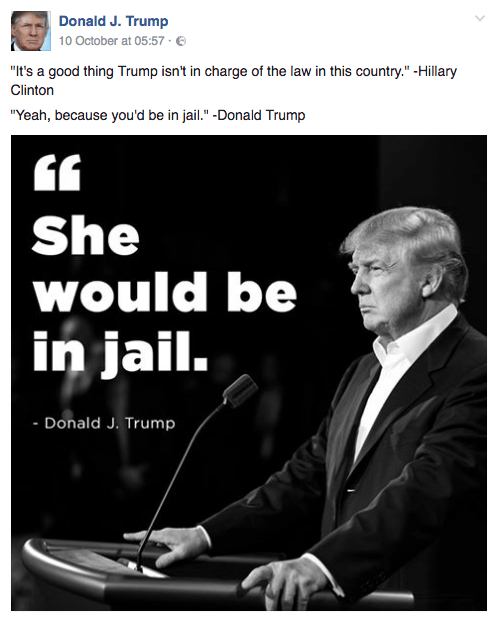 Donald J. Trump
10 October at 05:57 ·
"It's a good thing Trump isn't in charge of the law in this country." -Hillary
Clinton
"Yeah, because you'd be in jail." -Donald Trump
“
She
would be
in jail.
- Donald J. Trump